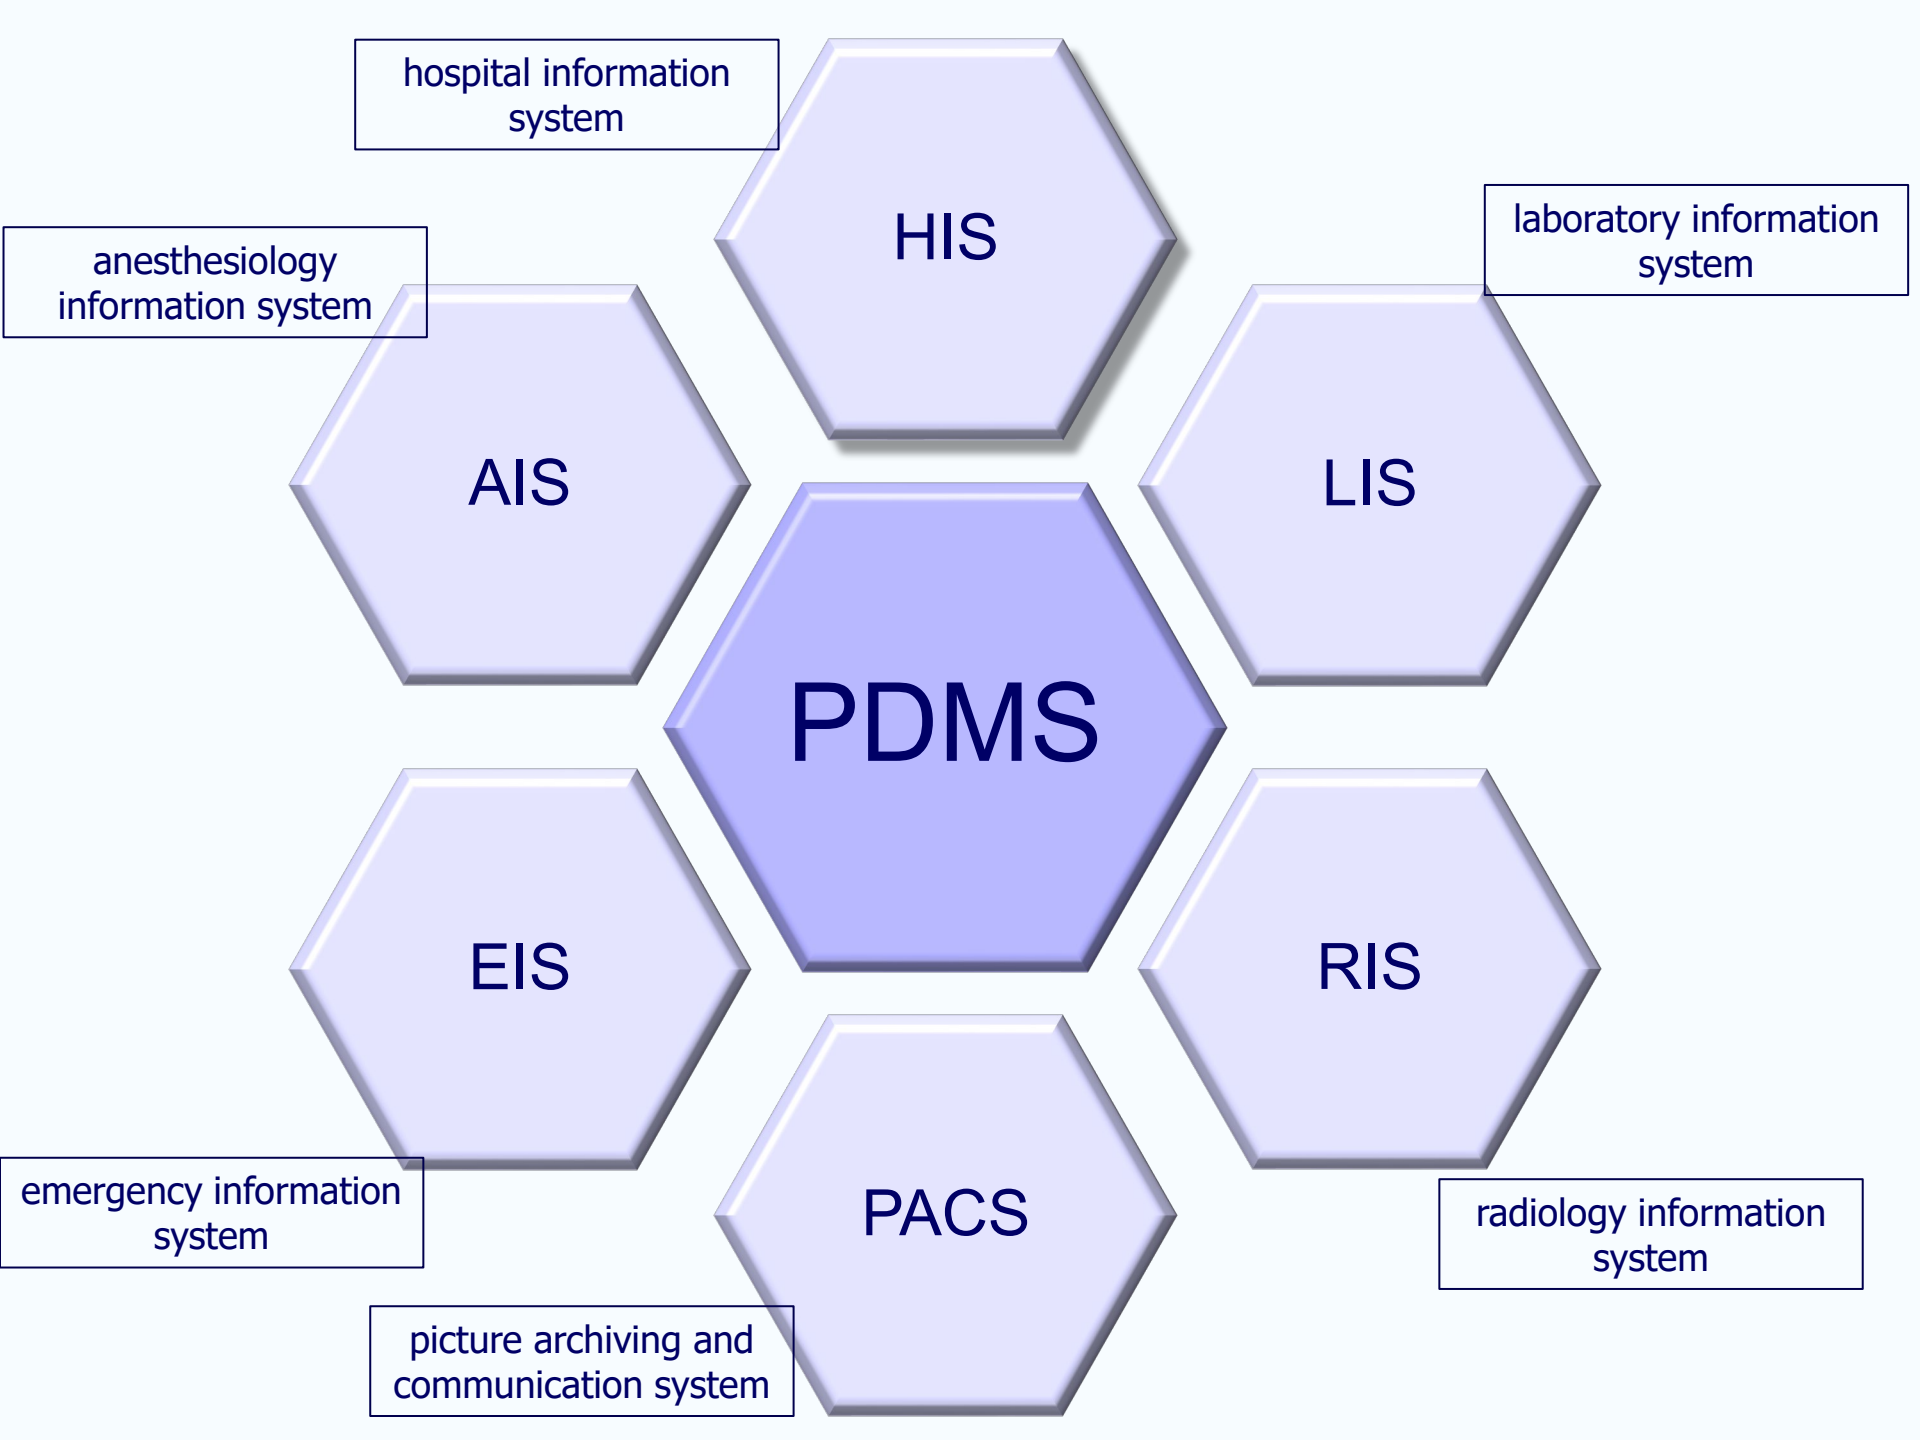 hospital information
system
HIS
laboratory information
system
anesthesiology
information system
AIS
LIS
PDMS
EIS
RIS
emergency information
system
PACS
radiology information
system
picture archiving and
communication system